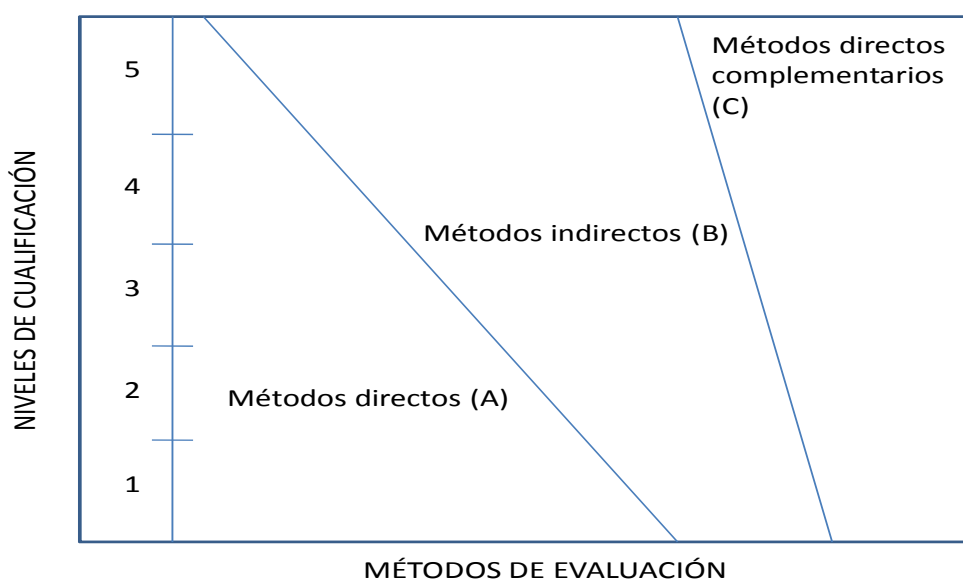 NIVELES DE CUALIFICACIÓN
5
4
3
2
1
Métodos directos
complementarios
(C)
Métodos indirectos (B)
Métodos directos (A)
MÉTODOS DE EVALUACIÓN